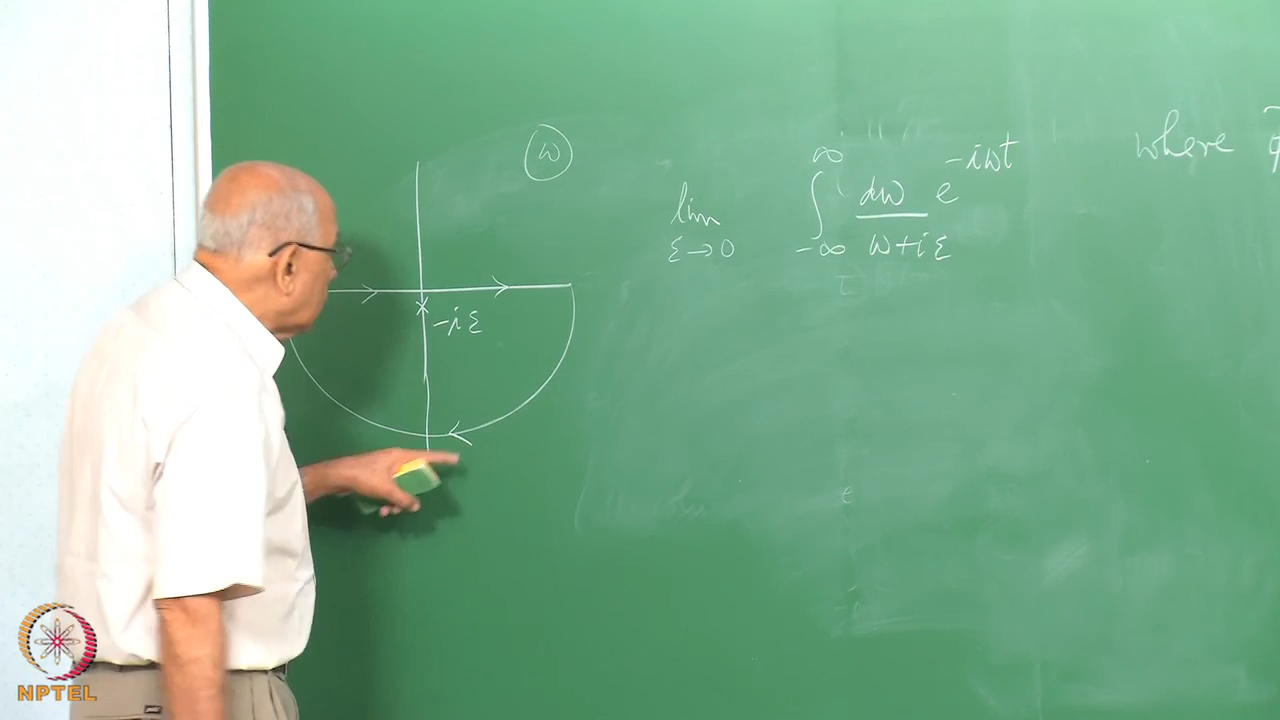 ω
-iε
lim ε→0 ∫_{-∞}^{∞} dω/(ω+iε) e^{-iωt}
where
NPTEL